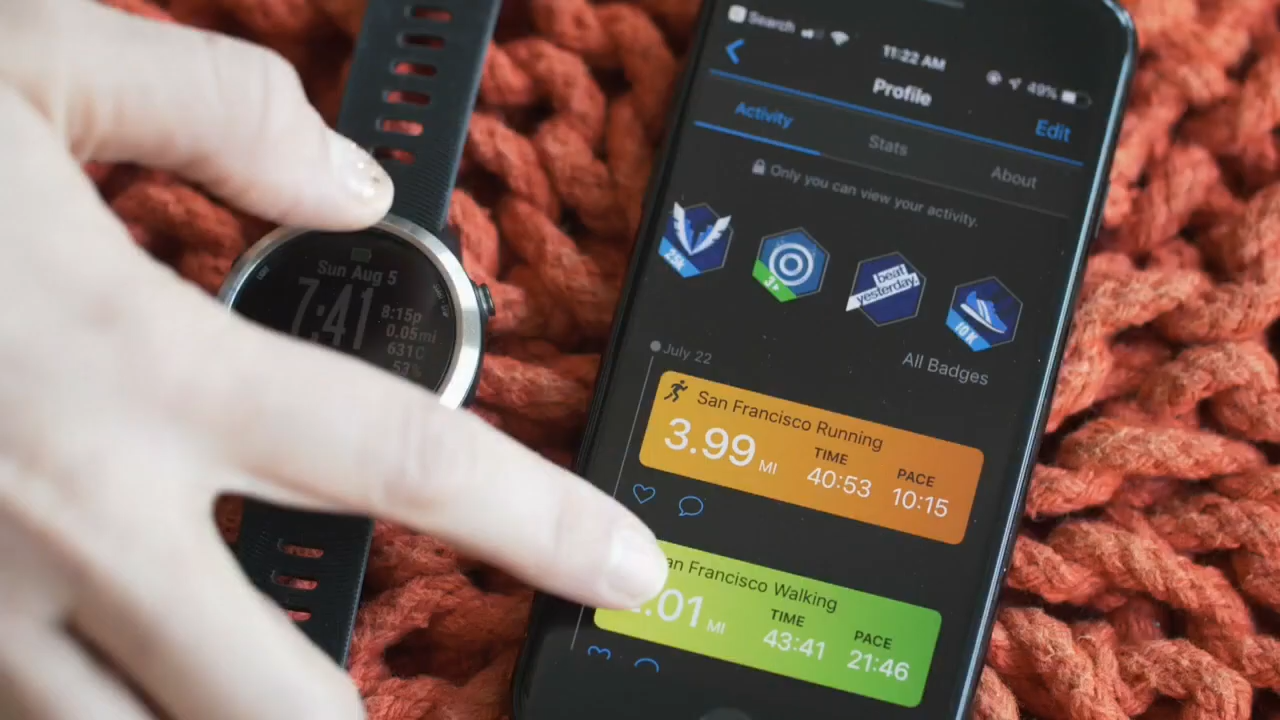 Search
11:22 AM
49%
Profile
Edit
Activity
Stats
About
Only you can view your activity.
25k
3+
beat
yesterday.
10K
All Badges
July 22
San Francisco Running
3.99 MI
TIME
40:53
PACE
10:15
an Francisco Walking
.01 MI
TIME
43:41
PACE
21:46
Sun Aug 5
7:41
8:15p
0.05mi
631C
53%
LIGHT